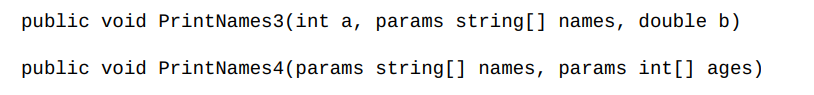 public void PrintNames3(int a, params string[] names, double b)
public void PrintNames4(params string[] names, params int[] ages)